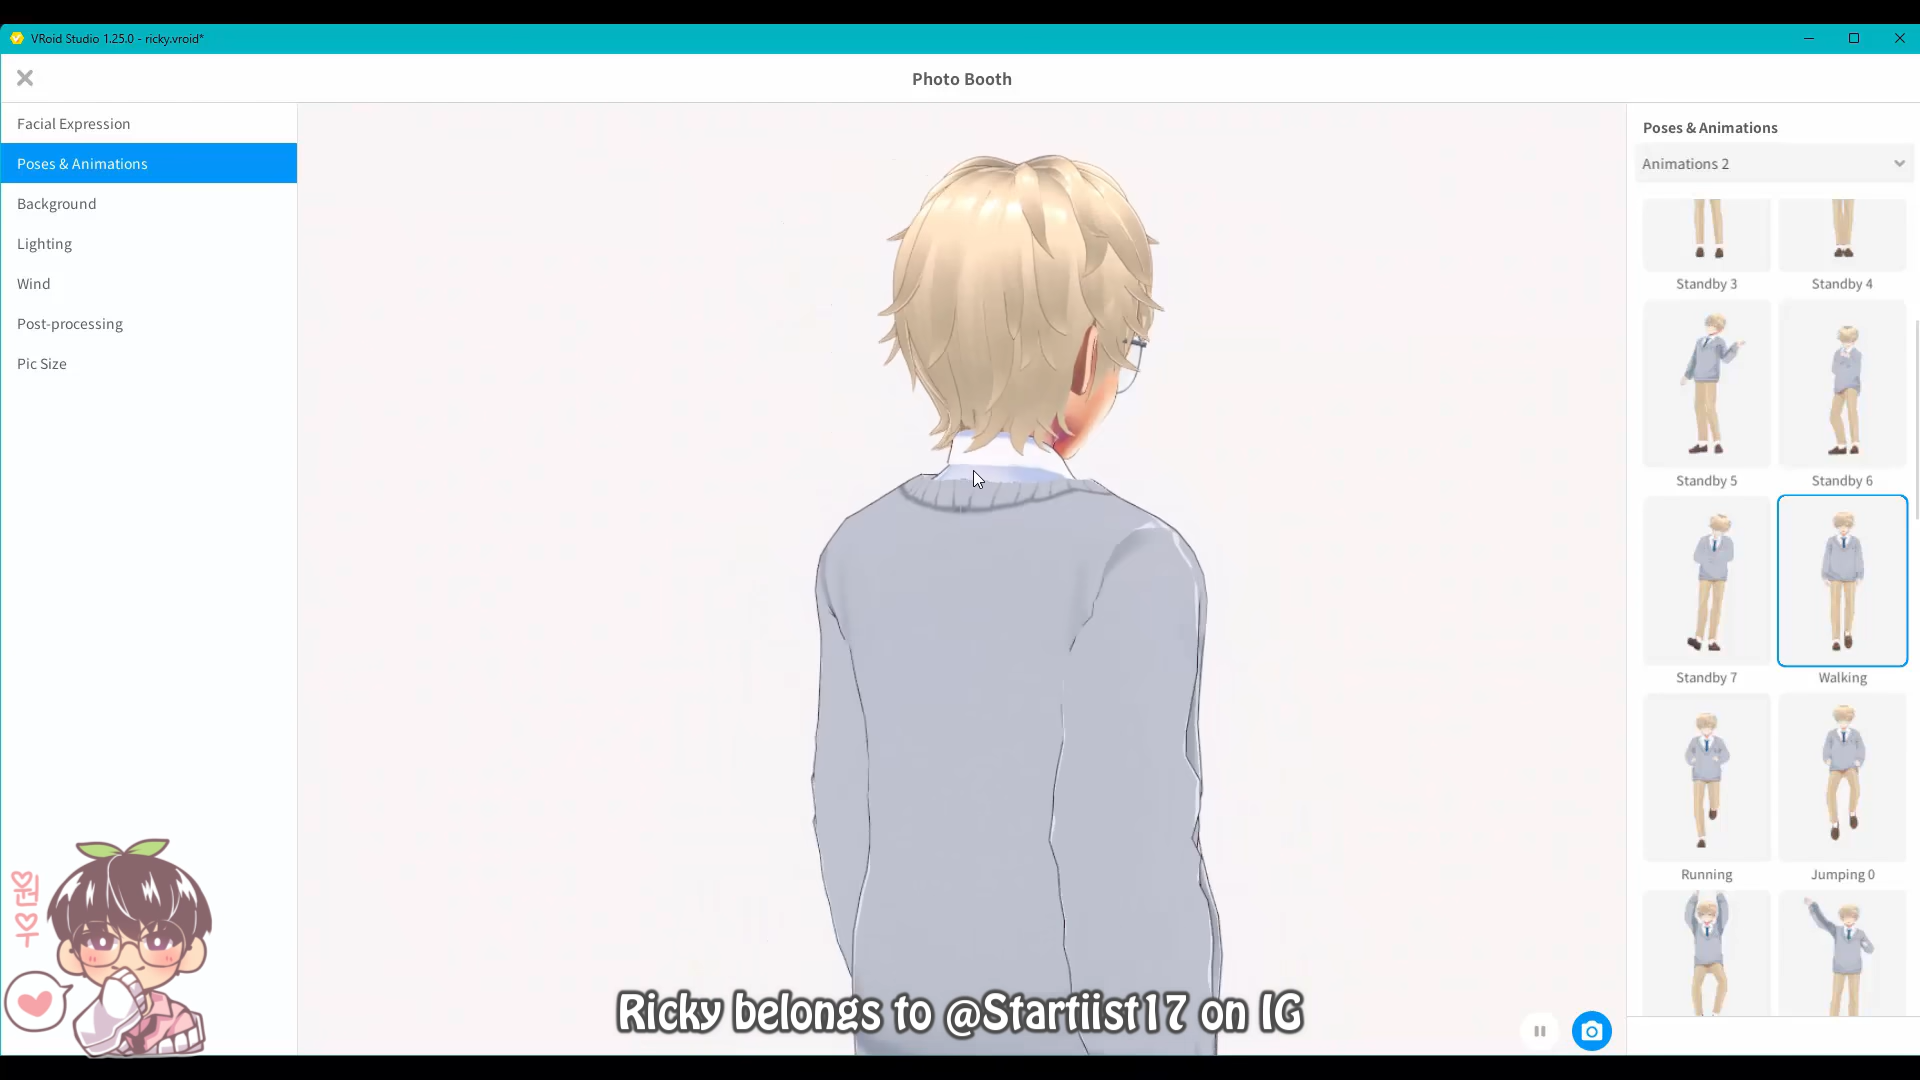 VRoid Studio 1.25.0 - ricky.vroid*
Photo Booth
Facial Expression
Poses & Animations
Background
Lighting
Wind
Post-processing
Pic Size
Poses & Animations
Animations 2
Standby 3
Standby 4
Standby 5
Standby 6
Standby 7
Walking
Running
Jumping 0
원
우
Ricky belongs to @Startiist17 on IG